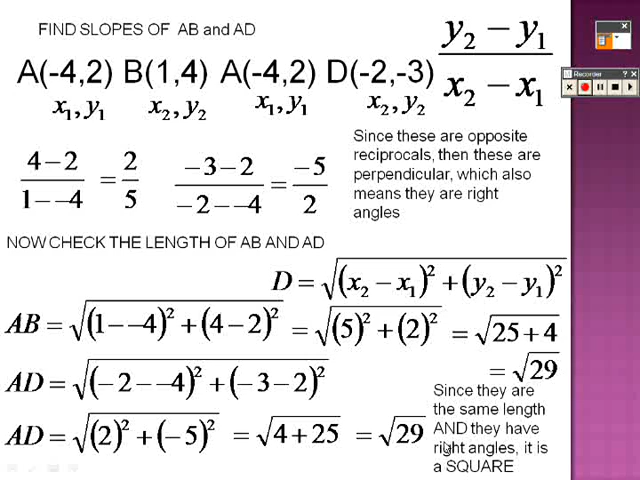 FIND SLOPES OF AB and AD
y₂ − y₁
x₂ − x₁
A(-4,2) B(1,4) A(-4,2) D(-2,-3)
x₁, y₁ x₂, y₂ x₁, y₁ x₂, y₂
Recorder
4 − 2 / 1 − −4 = 2 / 5
−3 − 2 / −2 − −4 = −5 / 2
Since these are opposite
reciprocals, then these are
perpendicular, which also
means they are right
angles
NOW CHECK THE LENGTH OF AB AND AD
D = √(x₂ − x₁)² + (y₂ − y₁)²
AB = √(1 − −4)² + (4 − 2)² = √(5)² + (2)² = √25 + 4
= √29
AD = √(−2 − −4)² + (−3 − 2)²
AD = √(2)² + (−5)² = √4 + 25 = √29
Since they are
the same length
AND they have
right angles, it is
a SQUARE